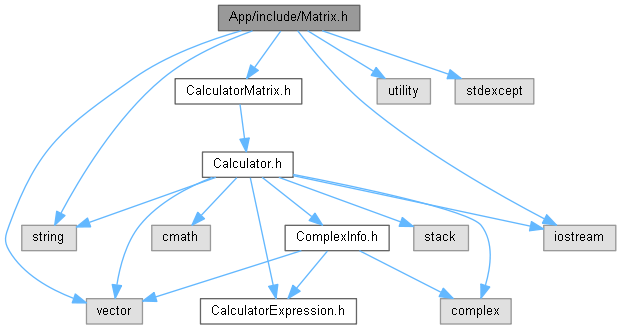 App/include/Matrix.h
CalculatorMatrix.h
utility
stdexcept
Calculator.h
string
cmath
ComplexInfo.h
stack
iostream
vector
CalculatorExpression.h
complex